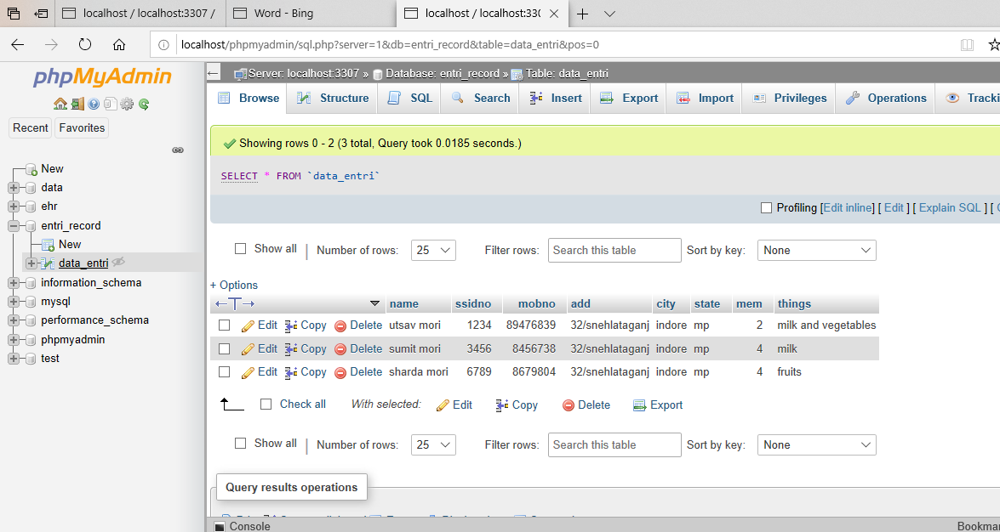 localhost / localhost:3307 /
Word - Bing
localhost / localhost:330
localhost/phpmyadmin/sql.php?server=1&db=entri_record&table=data_entri&pos=0
phpMyAdmin
Server: localhost:3307 » Database: entri_record » Table: data_entri
Browse Structure SQL Search Insert Export Import Privileges Operations Tracki
Recent Favorites
New
data
ehr
entri_record
New
data_entri
information_schema
mysql
performance_schema
phpmyadmin
test
Showing rows 0 - 2 (3 total, Query took 0.0185 seconds.)
SELECT * FROM `data_entri`
Profiling [Edit inline] [ Edit ] [ Explain SQL ] [
Show all | Number of rows: 25 Filter rows: Search this table Sort by key: None
+ Options
←T→ name ssidno mobno add city state mem things
Edit Copy Delete utsav mori 1234 89476839 32/snehlataganj indore mp 2 milk and vegetables
Edit Copy Delete sumit mori 3456 8456738 32/snehlataganj indore mp 4 milk
Edit Copy Delete sharda mori 6789 8679804 32/snehlataganj indore mp 4 fruits
Check all With selected: Edit Copy Delete Export
Show all | Number of rows: 25 Filter rows: Search this table Sort by key: None
Query results operations
Console Bookma